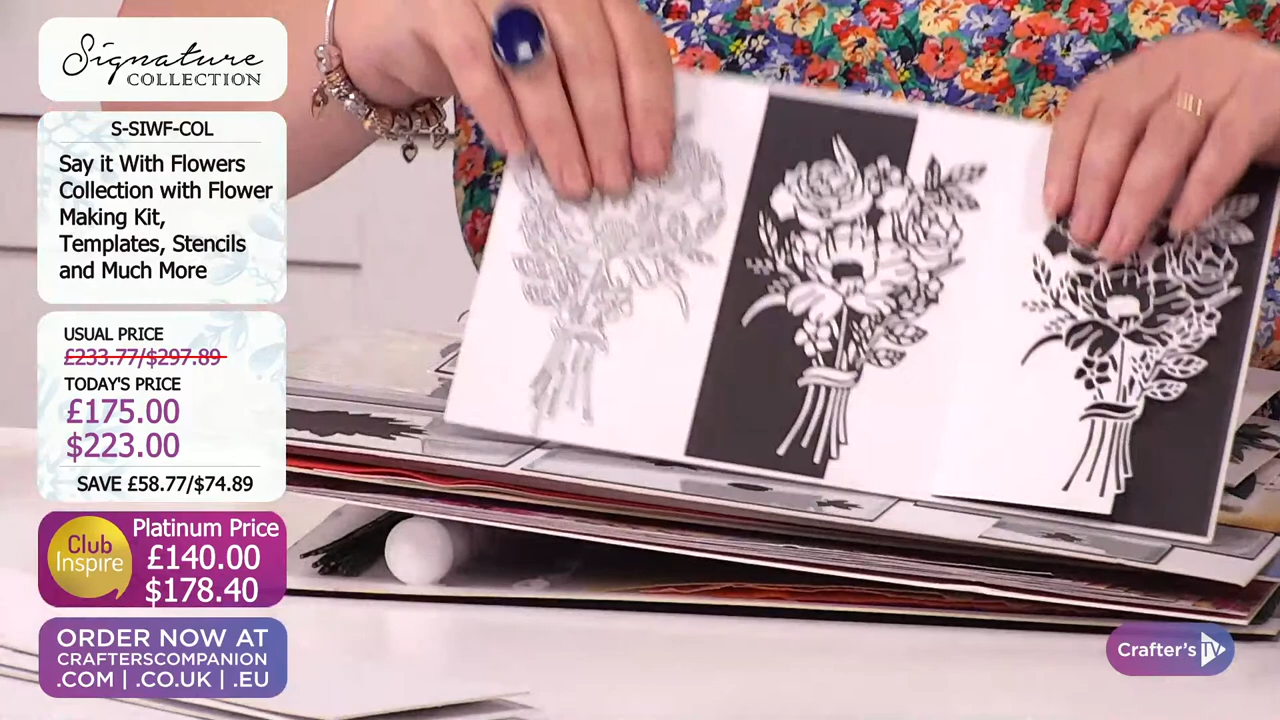 Signature
COLLECTION
S-SIWF-COL
Say it With Flowers
Collection with Flower
Making Kit,
Templates, Stencils
and Much More
USUAL PRICE
£233.77/$297.89
TODAY'S PRICE
£175.00
$223.00
SAVE £58.77/$74.89
Club
Inspire
Platinum Price
£140.00
$178.40
ORDER NOW AT
CRAFTERSCOMPANION
.COM | .CO.UK | .EU
Crafter's TV